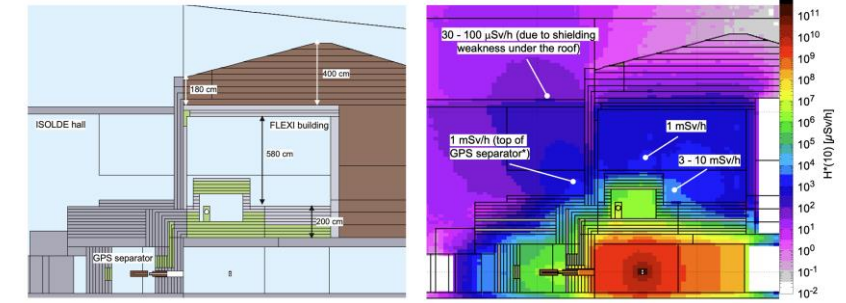 400 cm
180 cm
ISOLDE hall
FLEXI building
580 cm
200 cm
GPS separator
30 - 100 µSv/h (due to shielding
weakness under the roof)
1 mSv/h (top of
GPS separator*)
1 mSv/h
3 - 10 mSv/h
10¹¹
10¹⁰
10⁹
10⁸
10⁷
10⁶
10⁵
10⁴
10³
10²
10¹
10⁰
10⁻¹
10⁻²
H*(10) [µSv/h]